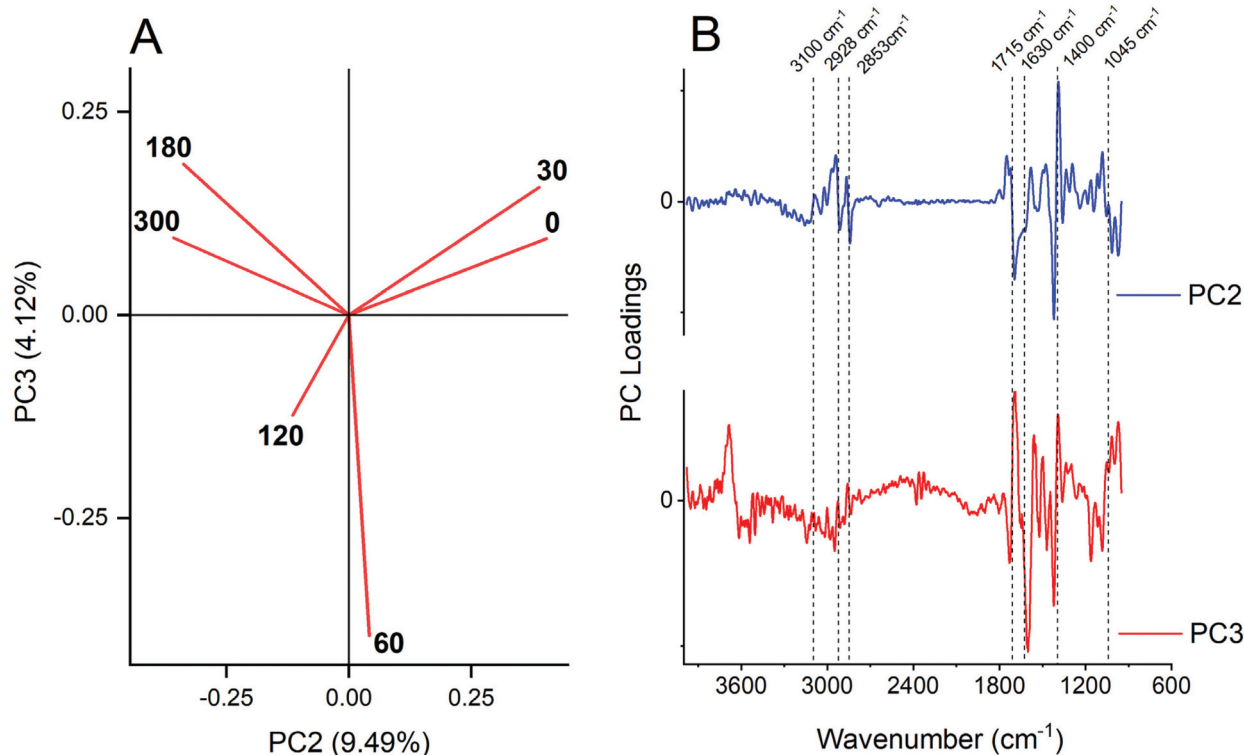 A
0.25
0.00
-0.25
PC3 (4.12%)
180
300
30
0
120
60
-0.25
0.00
0.25
PC2 (9.49%)
B
3100 cm⁻¹
2928 cm⁻¹
2853cm⁻¹
1715 cm⁻¹
1630 cm⁻¹
1400 cm⁻¹
1045 cm⁻¹
0
PC2
PC Loadings
0
PC3
3600
3000
2400
1800
1200
600
Wavenumber (cm⁻¹)